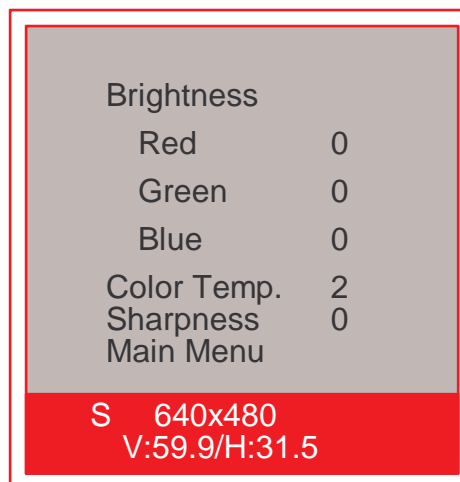 Brightness
Red 0
Green 0
Blue 0
Color Temp. 2
Sharpness 0
Main Menu
S 640x480
V:59.9/H:31.5